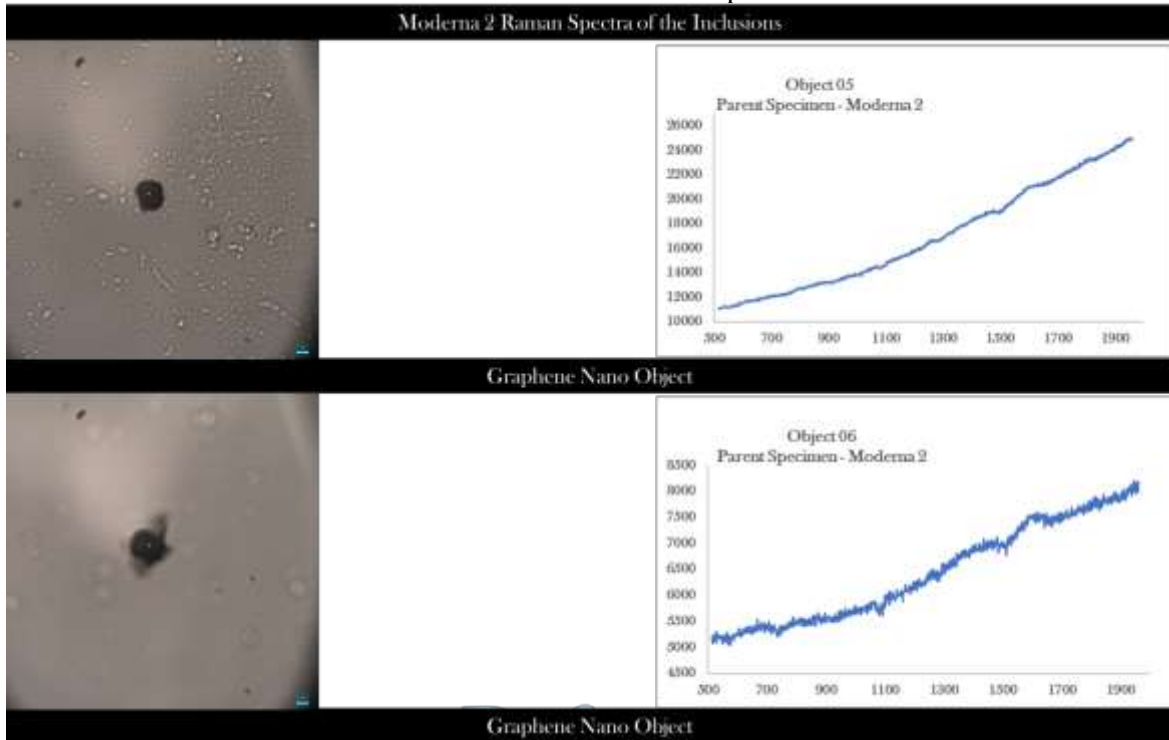 Moderna 2 Raman Spectra of the Inclusions
Object 05
Parent Specimen - Moderna 2
26000
24000
22000
20000
18000
16000
14000
12000
10000
500 700 900 1100 1300 1500 1700 1900
Graphene Nano Object
Object 06
Parent Specimen - Moderna 2
8500
8000
7500
7000
6500
6000
5500
5000
4500
500 700 900 1100 1300 1500 1700 1900
Graphene Nano Object